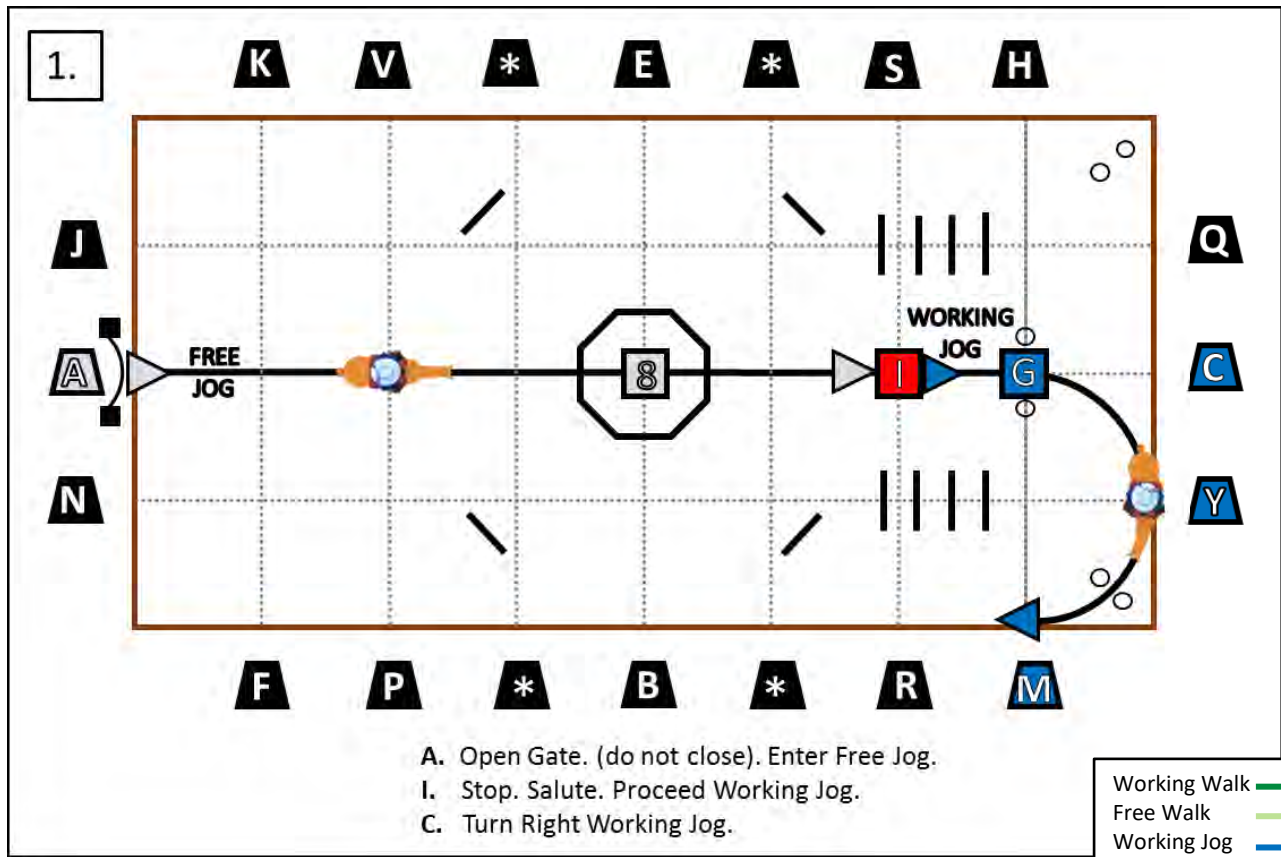 1.
K V * E * S H
J Q
WORKING
JOG
FREE
JOG
A 8 I G C
N Y
F P * B * R M
A. Open Gate. (do not close). Enter Free Jog.
I. Stop. Salute. Proceed Working Jog.
C. Turn Right Working Jog.
Working Walk
Free Walk
Working Jog